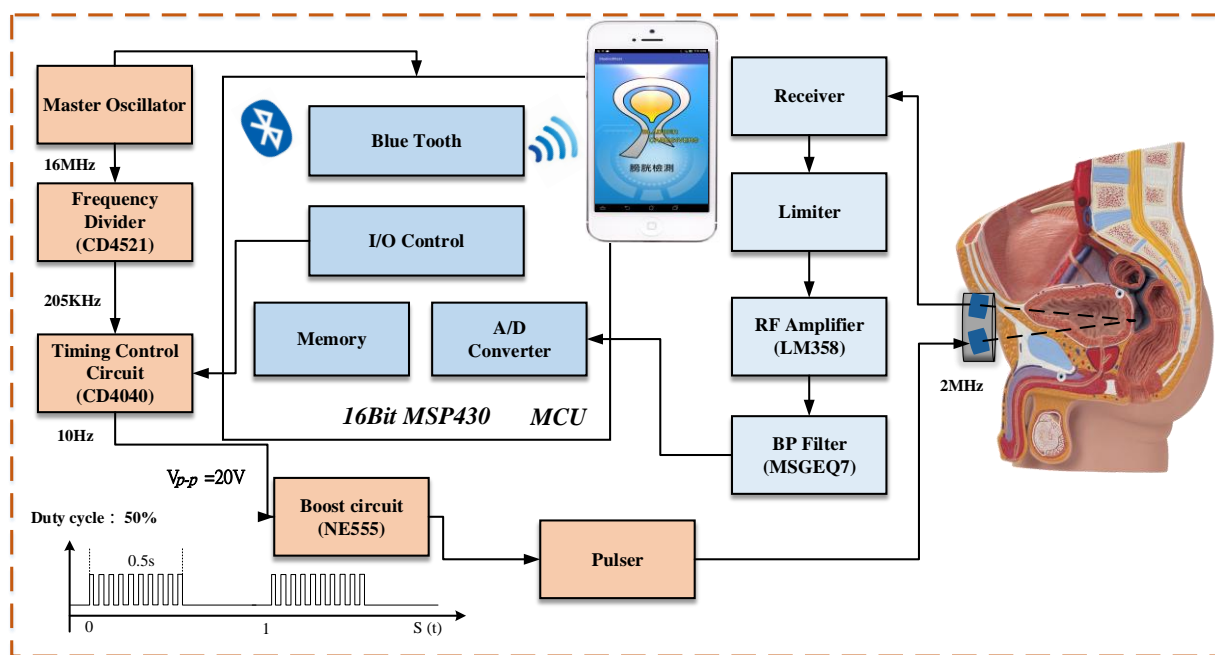 Master Oscillator
16MHz
Frequency
Divider
(CD4521)
205KHz
Timing Control
Circuit
(CD4040)
10Hz
Blue Tooth
I/O Control
Memory
A/D
Converter
16Bit MSP430 MCU
膀胱檢測
Receiver
Limiter
RF Amplifier
(LM358)
BP Filter
(MSGEQ7)
2MHz
Vp-p =20V
Boost circuit
(NE555)
Pulser
Duty cycle : 50%
0.5s
0
1
S (t)